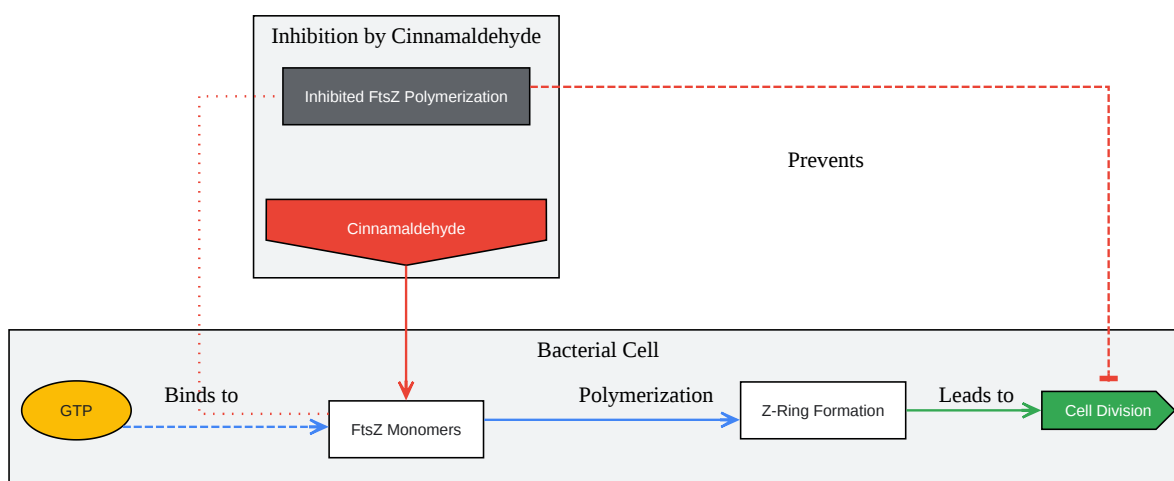 Inhibition by Cinnamaldehyde
Inhibited FtsZ Polymerization
Prevents
Cinnamaldehyde
Bacterial Cell
GTP
Binds to
FtsZ Monomers
Polymerization
Z-Ring Formation
Leads to
Cell Division